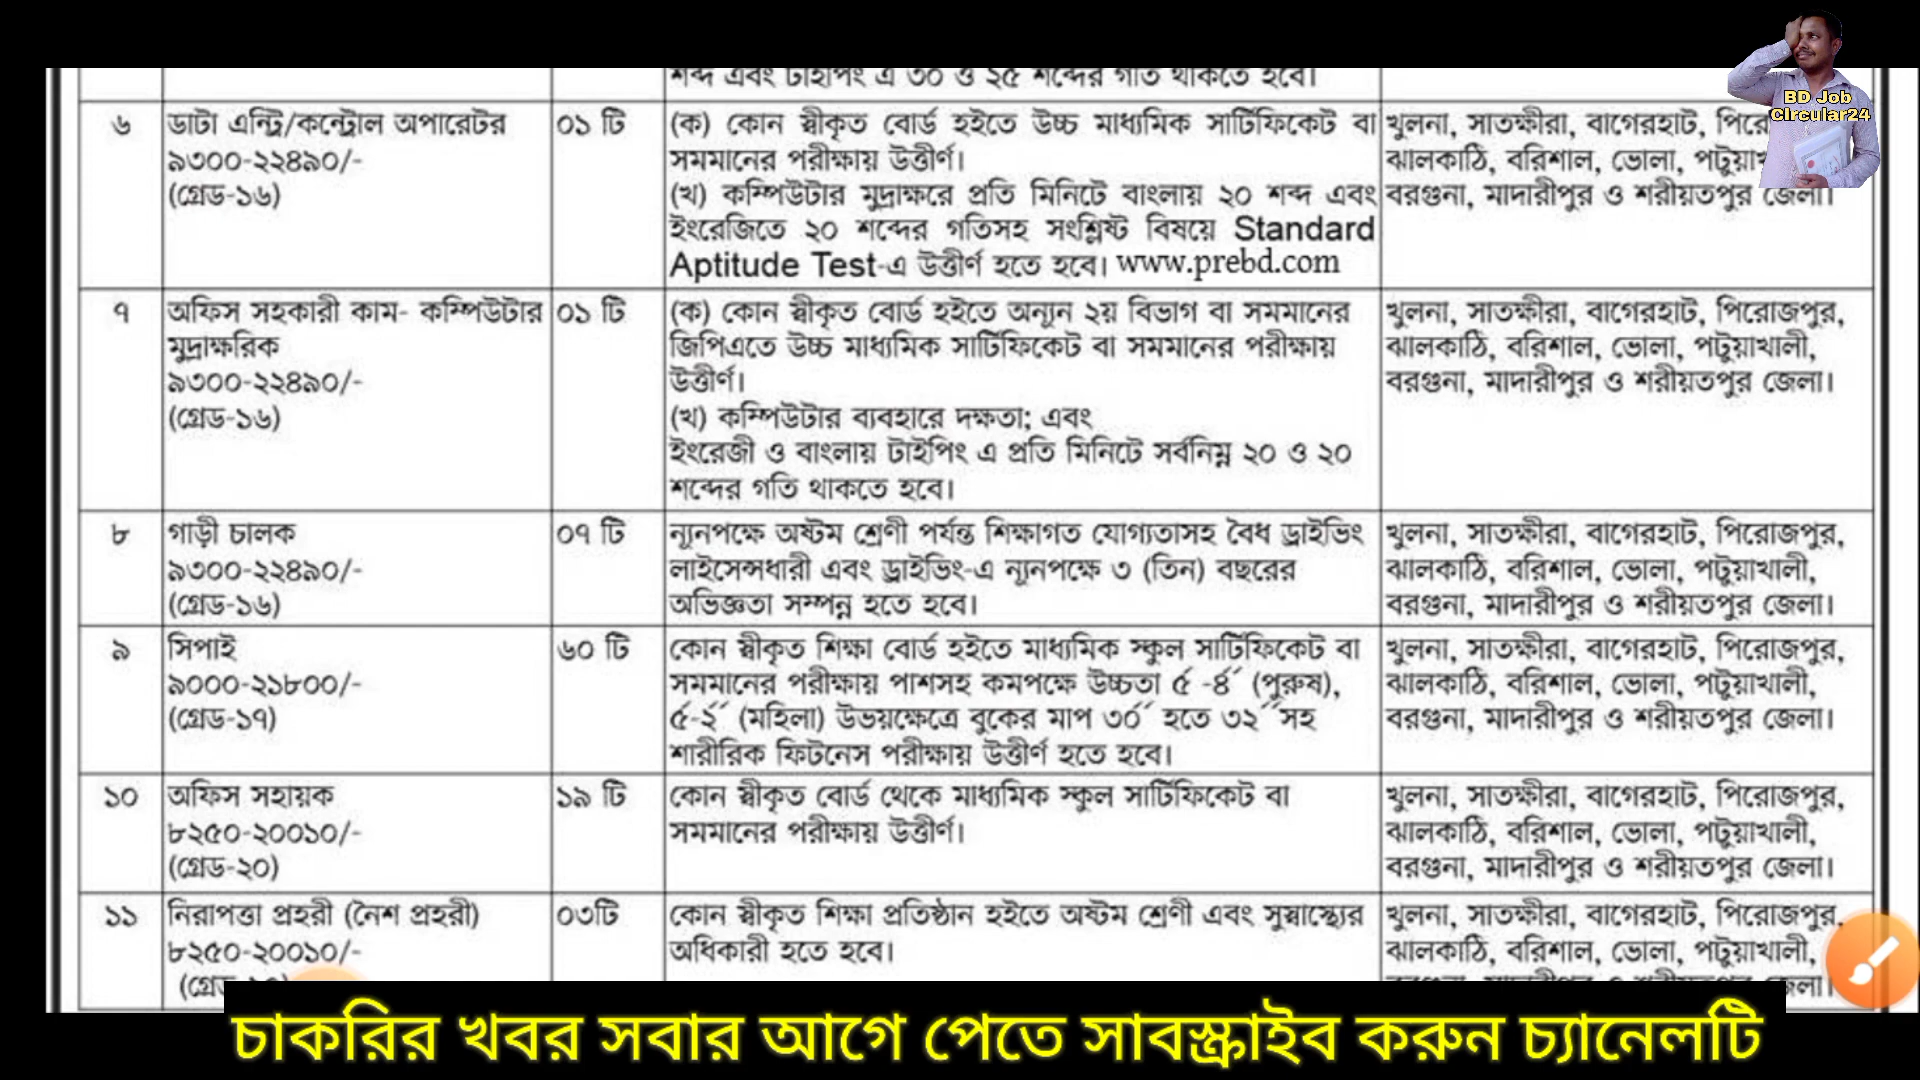 শব্দ এবং টাইপিং এ ৩০ ও ২৫ শব্দের গতি থাকতে হবে।
৬
ডাটা এন্ট্রি/কন্ট্রোল অপারেটর
৯৩০০-২২৪৯০/-
(গ্রেড-১৬)
০১ টি
(ক) কোন স্বীকৃত বোর্ড হইতে উচ্চ মাধ্যমিক সার্টিফিকেট বা
সমমানের পরীক্ষায় উত্তীর্ণ।
(খ) কম্পিউটার মুদ্রাক্ষরে প্রতি মিনিটে বাংলায় ২০ শব্দ এবং
ইংরেজিতে ২০ শব্দের গতিসহ সংশ্লিষ্ট বিষয়ে Standard
Aptitude Test-এ উত্তীর্ণ হতে হবে। www.prebd.com
খুলনা, সাতক্ষীরা, বাগেরহাট,
ঝালকাঠি, বরিশাল, ভোলা,
বরগুনা, মাদারীপুর ও শরীয়তপুর জেলা।
BD Job
CIrcular24
৭
অফিস সহকারী কাম- কম্পিউটার
মুদ্রাক্ষরিক
৯৩০০-২২৪৯০/-
(গ্রেড-১৬)
০১ টি
(ক) কোন স্বীকৃত বোর্ড হইতে অন্যূন ২য় বিভাগ বা সমমানের
জিপিএতে উচ্চ মাধ্যমিক সার্টিফিকেট বা সমমানের পরীক্ষায়
উত্তীর্ণ।
(খ) কম্পিউটার ব্যবহারে দক্ষতা; এবং
ইংরেজী ও বাংলায় টাইপিং এ প্রতি মিনিটে সর্বনিম্ন ২০ ও ২০
শব্দের গতি থাকতে হবে।
খুলনা, সাতক্ষীরা, বাগেরহাট, পিরোজপুর,
ঝালকাঠি, বরিশাল, ভোলা, পটুয়াখালী,
বরগুনা, মাদারীপুর ও শরীয়তপুর জেলা।
৮
গাড়ী চালক
৯৩০০-২২৪৯০/-
(গ্রেড-১৬)
০৭ টি
ন্যূনপক্ষে অষ্টম শ্রেণী পর্যন্ত শিক্ষাগত যোগ্যতাসহ বৈধ ড্রাইভিং
লাইসেন্সধারী এবং ড্রাইভিং-এ ন্যূনপক্ষে ৩ (তিন) বছরের
অভিজ্ঞতা সম্পন্ন হতে হবে।
খুলনা, সাতক্ষীরা, বাগেরহাট, পিরোজপুর,
ঝালকাঠি, বরিশাল, ভোলা, পটুয়াখালী,
বরগুনা, মাদারীপুর ও শরীয়তপুর জেলা।
৯
সিপাই
৯০০০-২১৮০০/-
(গ্রেড-১৭)
৬০ টি
কোন স্বীকৃত শিক্ষা বোর্ড হইতে মাধ্যমিক স্কুল সার্টিফিকেট বা
সমমানের পরীক্ষায় পাশসহ কমপক্ষে উচ্চতা ৫´-৪´´ (পুরুষ),
৫´-২´´ (মহিলা) উভয়ক্ষেত্রে বুকের মাপ ৩০´´ হতে ৩২´´সহ
শারীরিক ফিটনেস পরীক্ষায় উত্তীর্ণ হতে হবে।
খুলনা, সাতক্ষীরা, বাগেরহাট, পিরোজপুর,
ঝালকাঠি, বরিশাল, ভোলা, পটুয়াখালী,
বরগুনা, মাদারীপুর ও শরীয়তপুর জেলা।
১০
অফিস সহায়ক
৮২৫০-২০০১০/-
(গ্রেড-২০)
১৯ টি
কোন স্বীকৃত বোর্ড থেকে মাধ্যমিক স্কুল সার্টিফিকেট বা
সমমানের পরীক্ষায় উত্তীর্ণ।
খুলনা, সাতক্ষীরা, বাগেরহাট, পিরোজপুর,
ঝালকাঠি, বরিশাল, ভোলা, পটুয়াখালী,
বরগুনা, মাদারীপুর ও শরীয়তপুর জেলা।
১১
নিরাপত্তা প্রহরী (নৈশ প্রহরী)
৮২৫০-২০০১০/-
০৩টি
কোন স্বীকৃত শিক্ষা প্রতিষ্ঠান হইতে অষ্টম শ্রেণী এবং সুস্বাস্থ্যের
অধিকারী হতে হবে।
খুলনা, সাতক্ষীরা, বাগেরহাট, পিরোজপুর,
ঝালকাঠি, বরিশাল, ভোলা, পটুয়াখালী,
চাকরির খবর সবার আগে পেতে সাবস্ক্রাইব করুন চ্যানেলটি